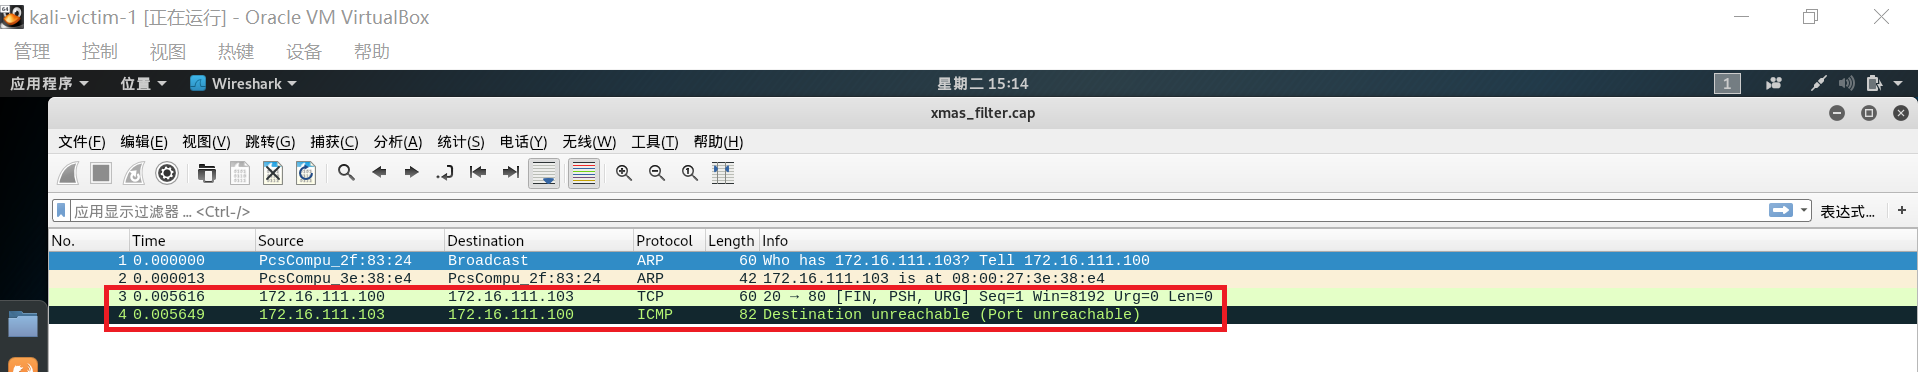 kali-victim-1 [正在运行] - Oracle VM VirtualBox
管理 控制 视图 热键 设备 帮助
应用程序 位置 Wireshark 星期二 15:14 1
xmas_filter.cap
文件(F) 编辑(E) 视图(V) 跳转(G) 捕获(C) 分析(A) 统计(S) 电话(Y) 无线(W) 工具(T) 帮助(H)
应用显示过滤器 … <Ctrl-/> 表达式… +
No. Time Source Destination Protocol Length Info
1 0.000000 PcsCompu_2f:83:24 Broadcast ARP 60 Who has 172.16.111.103? Tell 172.16.111.100
2 0.000013 PcsCompu_3e:38:e4 PcsCompu_2f:83:24 ARP 42 172.16.111.103 is at 08:00:27:3e:38:e4
3 0.005616 172.16.111.100 172.16.111.103 TCP 60 20 → 80 [FIN, PSH, URG] Seq=1 Win=8192 Urg=0 Len=0
4 0.005649 172.16.111.103 172.16.111.100 ICMP 82 Destination unreachable (Port unreachable)